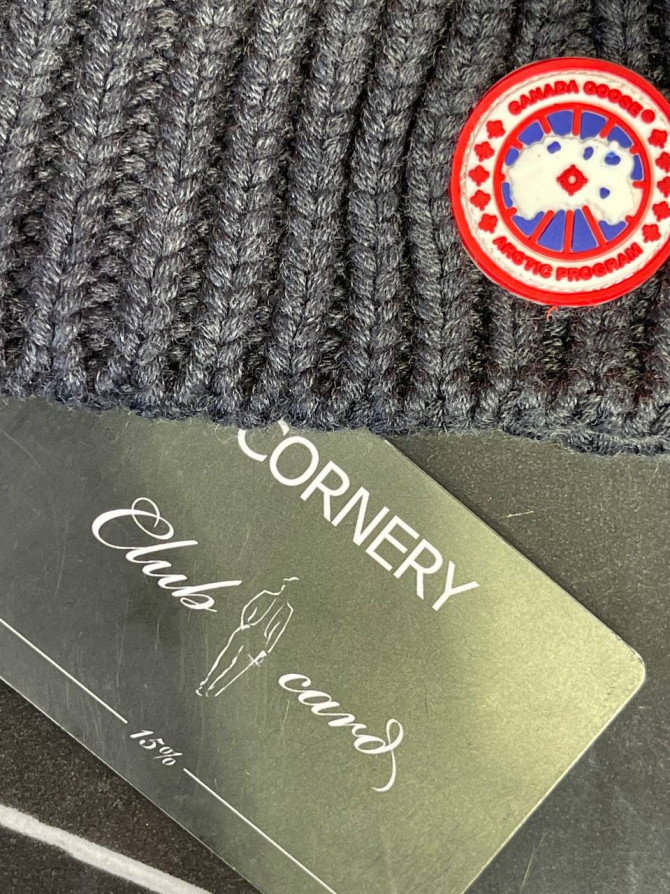 CANADA GOOSE®
ARCTIC PROGRAM
CORNERY
Club
card
15%